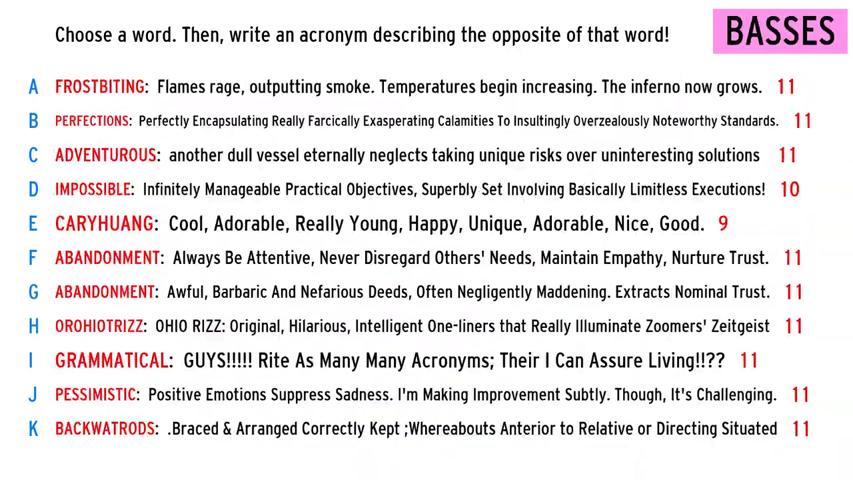 Choose a word. Then, write an acronym describing the opposite of that word! BASSES
A FROSTBITING: Flames rage, outputting smoke. Temperatures begin increasing. The inferno now grows. 11
B PERFECTIONS: Perfectly Encapsulating Really Farcically Exasperating Calamities To Insultingly Overzealously Noteworthy Standards. 11
C ADVENTUROUS: another dull vessel eternally neglects taking unique risks over uninteresting solutions 11
D IMPOSSIBLE: Infinitely Manageable Practical Objectives, Superbly Set Involving Basically Limitless Executions! 10
E CARYHUANG: Cool, Adorable, Really Young, Happy, Unique, Adorable, Nice, Good. 9
F ABANDONMENT: Always Be Attentive, Never Disregard Others' Needs, Maintain Empathy, Nurture Trust. 11
G ABANDONMENT: Awful, Barbaric And Nefarious Deeds, Often Negligently Maddening. Extracts Nominal Trust. 11
H OROHIOTRIZZ: OHIO RIZZ: Original, Hilarious, Intelligent One-liners that Really Illuminate Zoomers' Zeitgeist 11
I GRAMMATICAL: GUYS!!!!! Rite As Many Many Acronyms; Their I Can Assure Living!!?? 11
J PESSIMISTIC: Positive Emotions Suppress Sadness. I'm Making Improvement Subtly. Though, It's Challenging. 11
K BACKWATRODS: .Braced & Arranged Correctly Kept ;Whereabouts Anterior to Relative or Directing Situated 11